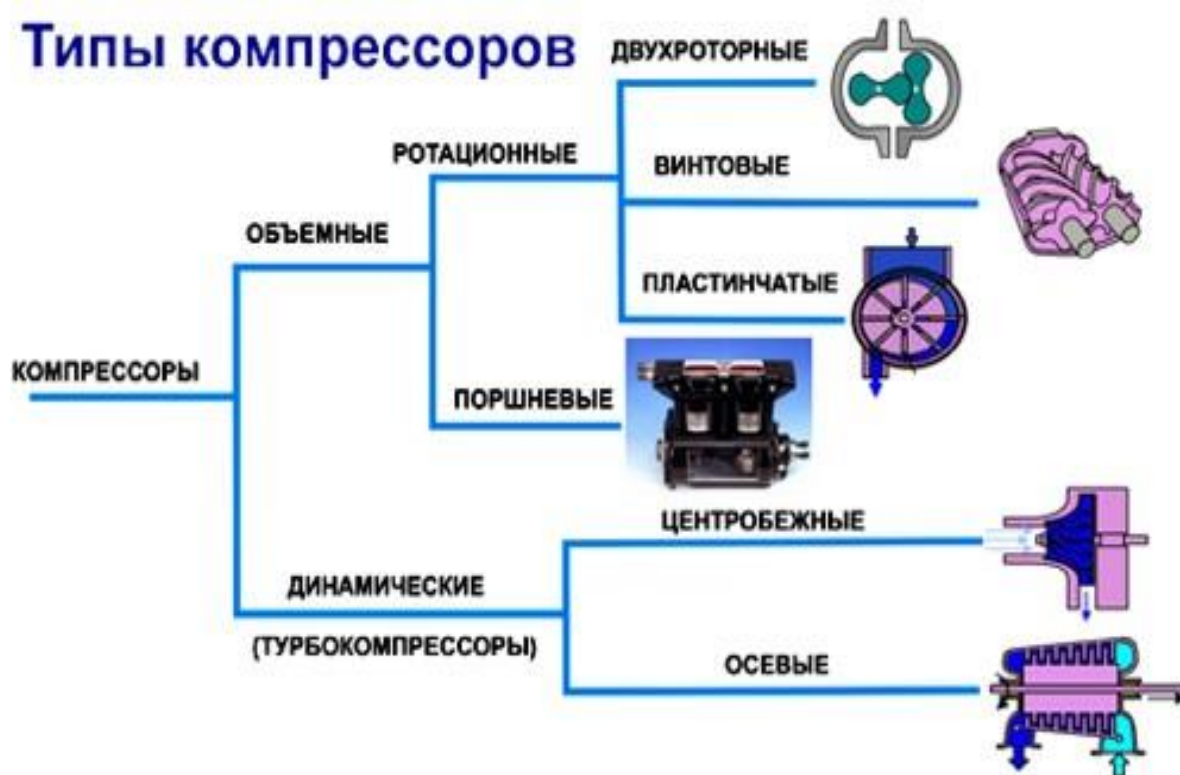 Типы компрессоров
ДВУХРОТОРНЫЕ
РОТАЦИОННЫЕ
ВИНТОВЫЕ
ОБЪЕМНЫЕ
ПЛАСТИНЧАТЫЕ
КОМПРЕССОРЫ
ПОРШНЕВЫЕ
ЦЕНТРОБЕЖНЫЕ
ДИНАМИЧЕСКИЕ
(ТУРБОКОМПРЕССОРЫ)
ОСЕВЫЕ